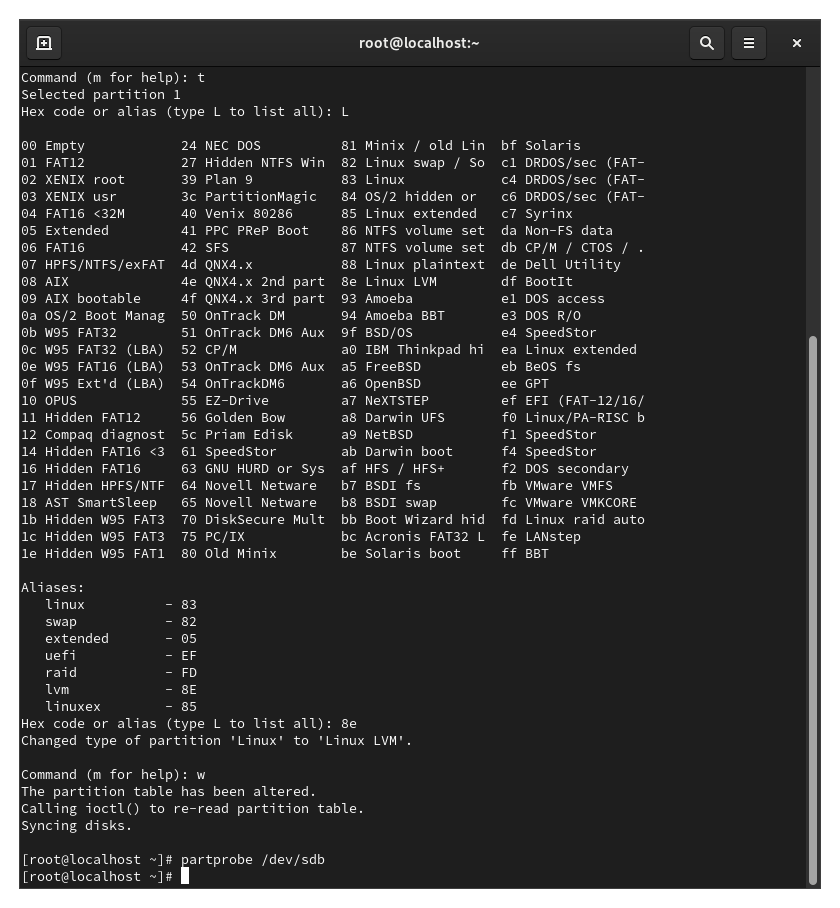 root@localhost:~
Command (m for help): t
Selected partition 1
Hex code or alias (type L to list all): L
00 Empty 24 NEC DOS 81 Minix / old Lin bf Solaris
01 FAT12 27 Hidden NTFS Win 82 Linux swap / So c1 DRDOS/sec (FAT-
02 XENIX root 39 Plan 9 83 Linux c4 DRDOS/sec (FAT-
03 XENIX usr 3c PartitionMagic 84 OS/2 hidden or c6 DRDOS/sec (FAT-
04 FAT16 <32M 40 Venix 80286 85 Linux extended c7 Syrinx
05 Extended 41 PPC PReP Boot 86 NTFS volume set da Non-FS data
06 FAT16 42 SFS 87 NTFS volume set db CP/M / CTOS / .
07 HPFS/NTFS/exFAT 4d QNX4.x 88 Linux plaintext de Dell Utility
08 AIX 4e QNX4.x 2nd part 8e Linux LVM df BootIt
09 AIX bootable 4f QNX4.x 3rd part 93 Amoeba e1 DOS access
0a OS/2 Boot Manag 50 OnTrack DM 94 Amoeba BBT e3 DOS R/O
0b W95 FAT32 51 OnTrack DM6 Aux 9f BSD/OS e4 SpeedStor
0c W95 FAT32 (LBA) 52 CP/M a0 IBM Thinkpad hi ea Linux extended
0e W95 FAT16 (LBA) 53 OnTrack DM6 Aux a5 FreeBSD eb BeOS fs
0f W95 Ext'd (LBA) 54 OnTrackDM6 a6 OpenBSD ee GPT
10 OPUS 55 EZ-Drive a7 NeXTSTEP ef EFI (FAT-12/16/
11 Hidden FAT12 56 Golden Bow a8 Darwin UFS f0 Linux/PA-RISC b
12 Compaq diagnost 5c Priam Edisk a9 NetBSD f1 SpeedStor
14 Hidden FAT16 <3 61 SpeedStor ab Darwin boot f4 SpeedStor
16 Hidden FAT16 63 GNU HURD or Sys af HFS / HFS+ f2 DOS secondary
17 Hidden HPFS/NTF 64 Novell Netware b7 BSDI fs fb VMware VMFS
18 AST SmartSleep 65 Novell Netware b8 BSDI swap fc VMware VMKCORE
1b Hidden W95 FAT3 70 DiskSecure Mult bb Boot Wizard hid fd Linux raid auto
1c Hidden W95 FAT3 75 PC/IX bc Acronis FAT32 L fe LANstep
1e Hidden W95 FAT1 80 Old Minix be Solaris boot ff BBT
Aliases:
linux - 83
swap - 82
extended - 05
uefi - EF
raid - FD
lvm - 8E
linuxex - 85
Hex code or alias (type L to list all): 8e
Changed type of partition 'Linux' to 'Linux LVM'.
Command (m for help): w
The partition table has been altered.
Calling ioctl() to re-read partition table.
Syncing disks.
[root@localhost ~]# partprobe /dev/sdb
[root@localhost ~]#